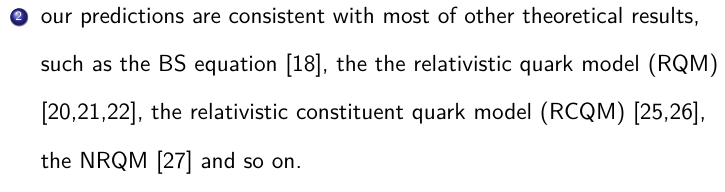 2 our predictions are consistent with most of other theoretical results,
such as the BS equation [18], the the relativistic quark model (RQM)
[20,21,22], the relativistic constituent quark model (RCQM) [25,26],
the NRQM [27] and so on.